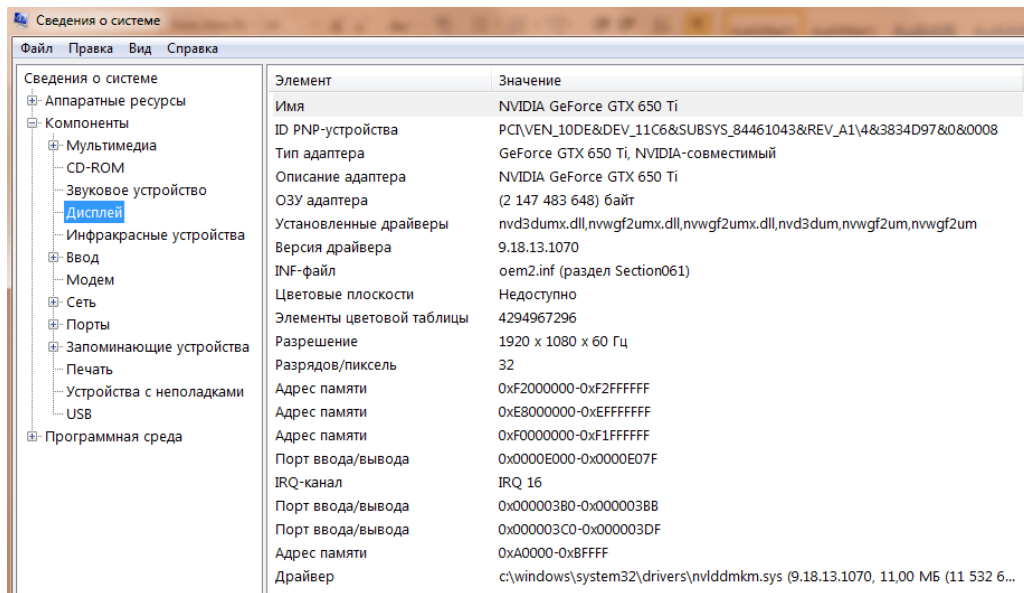 Сведения о системе
Файл Правка Вид Справка
Сведения о системе
Аппаратные ресурсы
Компоненты
Мультимедиа
CD-ROM
Звуковое устройство
Дисплей
Инфракрасные устройства
Ввод
Модем
Сеть
Порты
Запоминающие устройства
Печать
Устройства с неполадками
USB
Программная среда
Элемент Значение
Имя NVIDIA GeForce GTX 650 Ti
ID PNP-устройства PCI\VEN_10DE&DEV_11C6&SUBSYS_84461043&REV_A1\4&3834D97&0&0008
Тип адаптера GeForce GTX 650 Ti, NVIDIA-совместимый
Описание адаптера NVIDIA GeForce GTX 650 Ti
ОЗУ адаптера (2 147 483 648) байт
Установленные драйверы nvd3dumx.dll,nvwgf2umx.dll,nvwgf2umx.dll,nvd3dum,nvwgf2um,nvwgf2um
Версия драйвера 9.18.13.1070
INF-файл oem2.inf (раздел Section061)
Цветовые плоскости Недоступно
Элементы цветовой таблицы 4294967296
Разрешение 1920 x 1080 x 60 Гц
Разрядов/пиксель 32
Адрес памяти 0xF2000000-0xF2FFFFFF
Адрес памяти 0xE8000000-0xEFFFFFFF
Адрес памяти 0xF0000000-0xF1FFFFFF
Порт ввода/вывода 0x0000E000-0x0000E07F
IRQ-канал IRQ 16
Порт ввода/вывода 0x000003B0-0x000003BB
Порт ввода/вывода 0x000003C0-0x000003DF
Адрес памяти 0xA0000-0xBFFFF
Драйвер c:\windows\system32\drivers\nvlddmkm.sys (9.18.13.1070, 11,00 МБ (11 532 6...